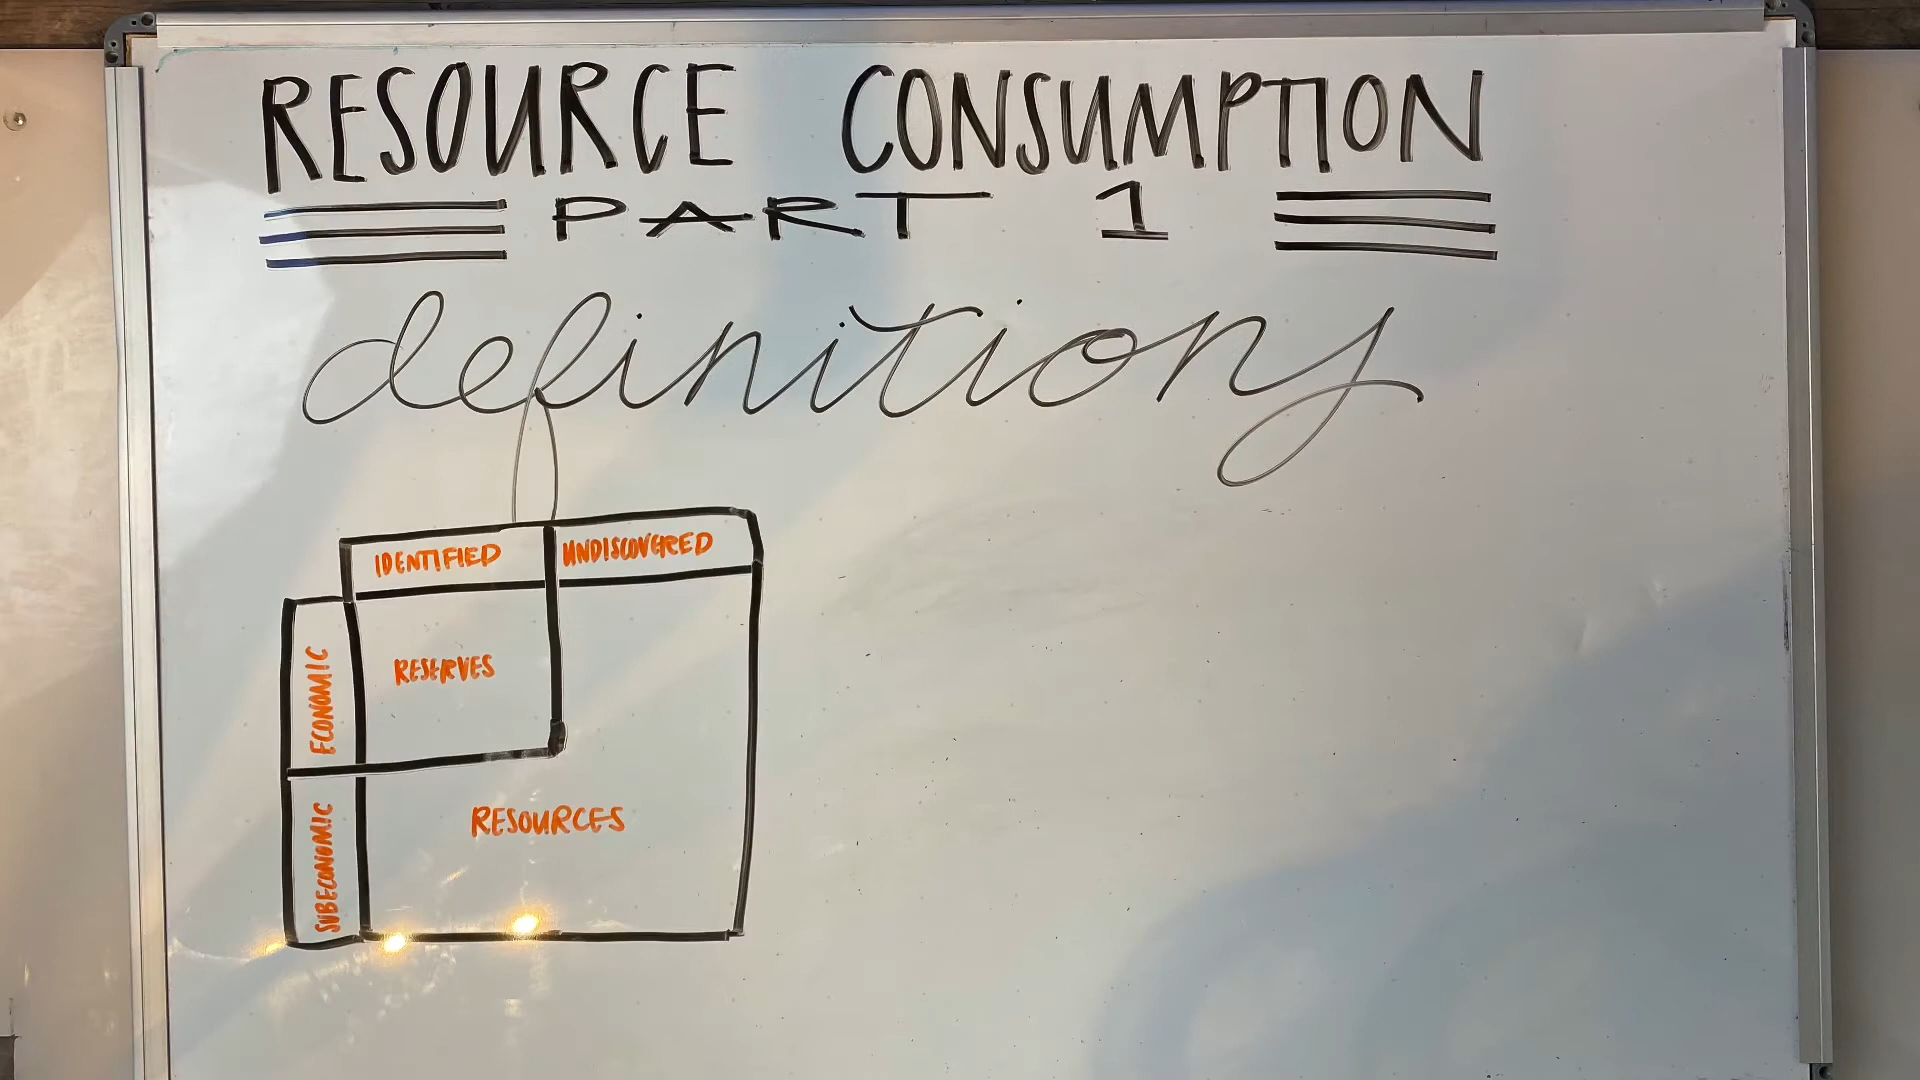 RESOURCE CONSUMPTION
PART 1
definitions
IDENTIFIED UNDISCOVERED
ECONOMIC
RESERVES
SUBECONOMIC
RESOURCES